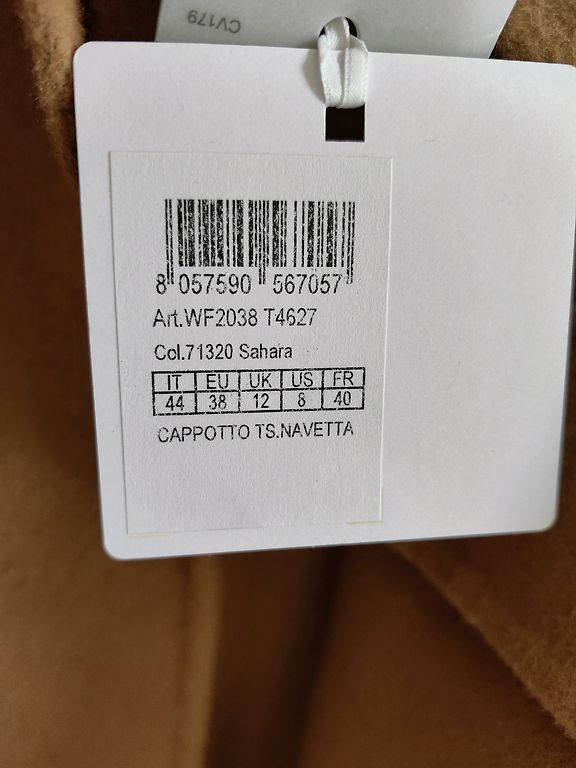 CV179
8 057590 567057
Art.WF2038 T4627
Col.71320 Sahara
IT EU UK US FR
44 38 12 8 40
CAPPOTTO TS.NAVETTA